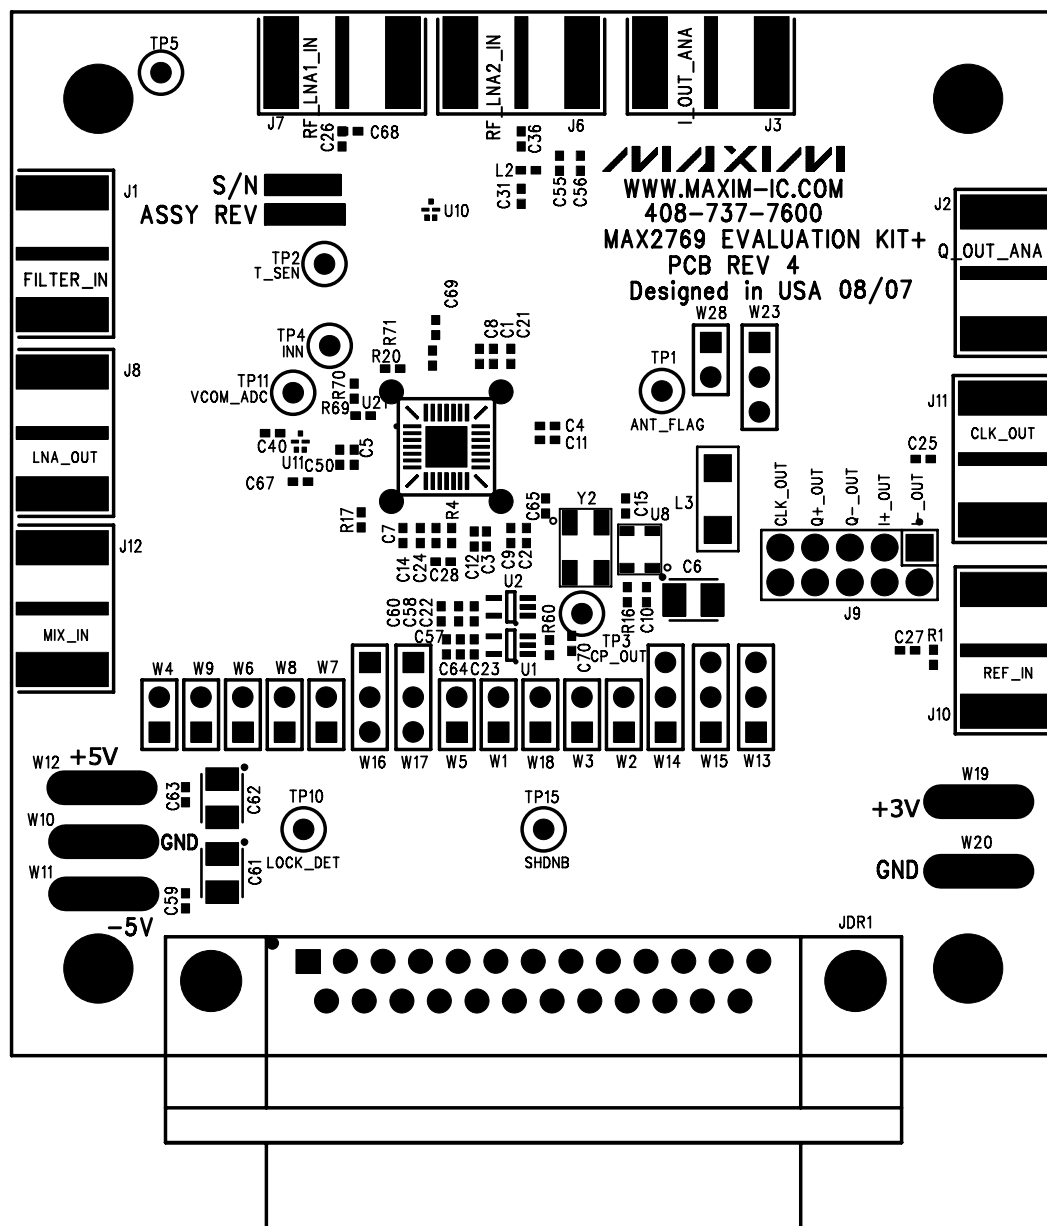 TP5
RF_LNA1_IN
RF_LNA2_IN
I_OUT_ANA
J7
J6
J3
C26
C68
C36
L2
C31
C55
C56
MAXIM
WWW.MAXIM-IC.COM
408-737-7600
MAX2769 EVALUATION KIT+
PCB REV 4
Designed in USA 08/07
J1
S/N
ASSY REV
U10
J2
FILTER_IN
Q_OUT_ANA
TP2
T_SEN
C69
R71
C8
C1
C21
W28
W23
TP4
INN
R20
TP1
J8
TP11
VCOM_ADC
R70
R69
U21
ANT_FLAG
J11
C4
C11
CLK_OUT
C40
U11
C50
C5
LNA_OUT
C25
C67
CLK_OUT
Q+_OUT
Q-_OUT
I+_OUT
I-_OUT
L3
J12
R17
C7
R4
C65
Y2
C15
U8
C14
C24
C28
C12
C3
C9
C2
C6
U2
J9
MIX_IN
C60
C58
C22
C57
R60
R16
C10
TP3
CP_OUT
C70
C27
R1
REF_IN
C64
C23
U1
J10
W4
W9
W6
W8
W7
W16
W17
W5
W1
W18
W3
W2
W14
W15
W13
W12
+5V
C63
C62
TP10
TP15
W19
+3V
W10
GND
LOCK_DET
SHDNB
W20
GND
W11
C61
C59
-5V
JDR1